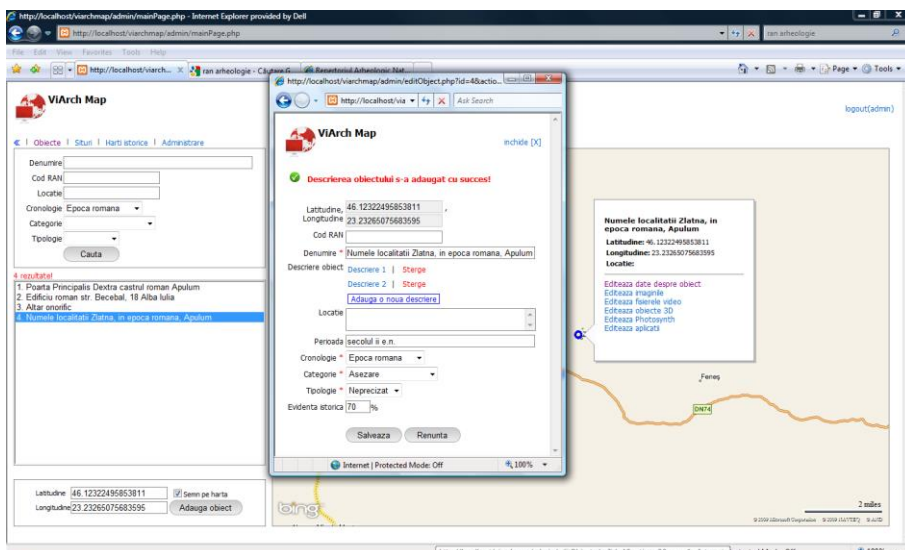 http://localhost/viarchmap/admin/mainPage.php - Internet Explorer provided by Dell
http://localhost/viarchmap/admin/mainPage.php
ran arheologie
File Edit View Favorites Tools Help
http://localhost/viarch...
ran arheologie - Cautare G...
Repertoriul Arheologic Nat...
Page Tools
ViArch Map
logout(admin)
Obiecte | Situri | Harti istorice | Administrare
Denumire
Cod RAN
Locatie
Cronologie Epoca romana
Categorie
Tipologie
Cauta
4 rezultate!
1. Poarta Principalis Dextra castrul roman Apulum
2. Edificiu roman str. Becebal, 18 Alba Iulia
3. Altar onorific
4. Numele localitatii Zlatna, in epoca romana, Apulum
Latitudine 46.12322495853811 Semn pe harta
Longitudine 23.23265075683595 Adauga obiect
http://localhost/viarchmap/admin/editObject.php?id=4&actio...
http://localhost/via
Ask Search
ViArch Map
inchide [X]
Descrierea obiectului s-a adaugat cu succes!
Latitudine, 46.12322495853811 ,
Longitudine 23.23265075683595
Cod RAN
Denumire * Numele localitatii Zlatna, in epoca romana, Apulum
Descriere obiect Descriere 1 | Sterge
Descriere 2 | Sterge
Adauga o noua descriere
Locatie
Perioada secolul ii e.n.
Cronologie * Epoca romana
Categorie * Asezare
Tipologie * Neprecizat
Evidenta istorica 70 %
Salveaza Renunta
Internet | Protected Mode: Off 100%
Numele localitatii Zlatna, in
epoca romana, Apulum
Latitudine: 46.12322495853811
Longitudine: 23.23265075683595
Locatie:
Editeaza date despre obiect
Editeaza imaginile
Editeaza fisierele video
Editeaza obiecte 3D
Editeaza Photosynth
Editeaza aplicatii
Feneș
DN74
bing
2 miles